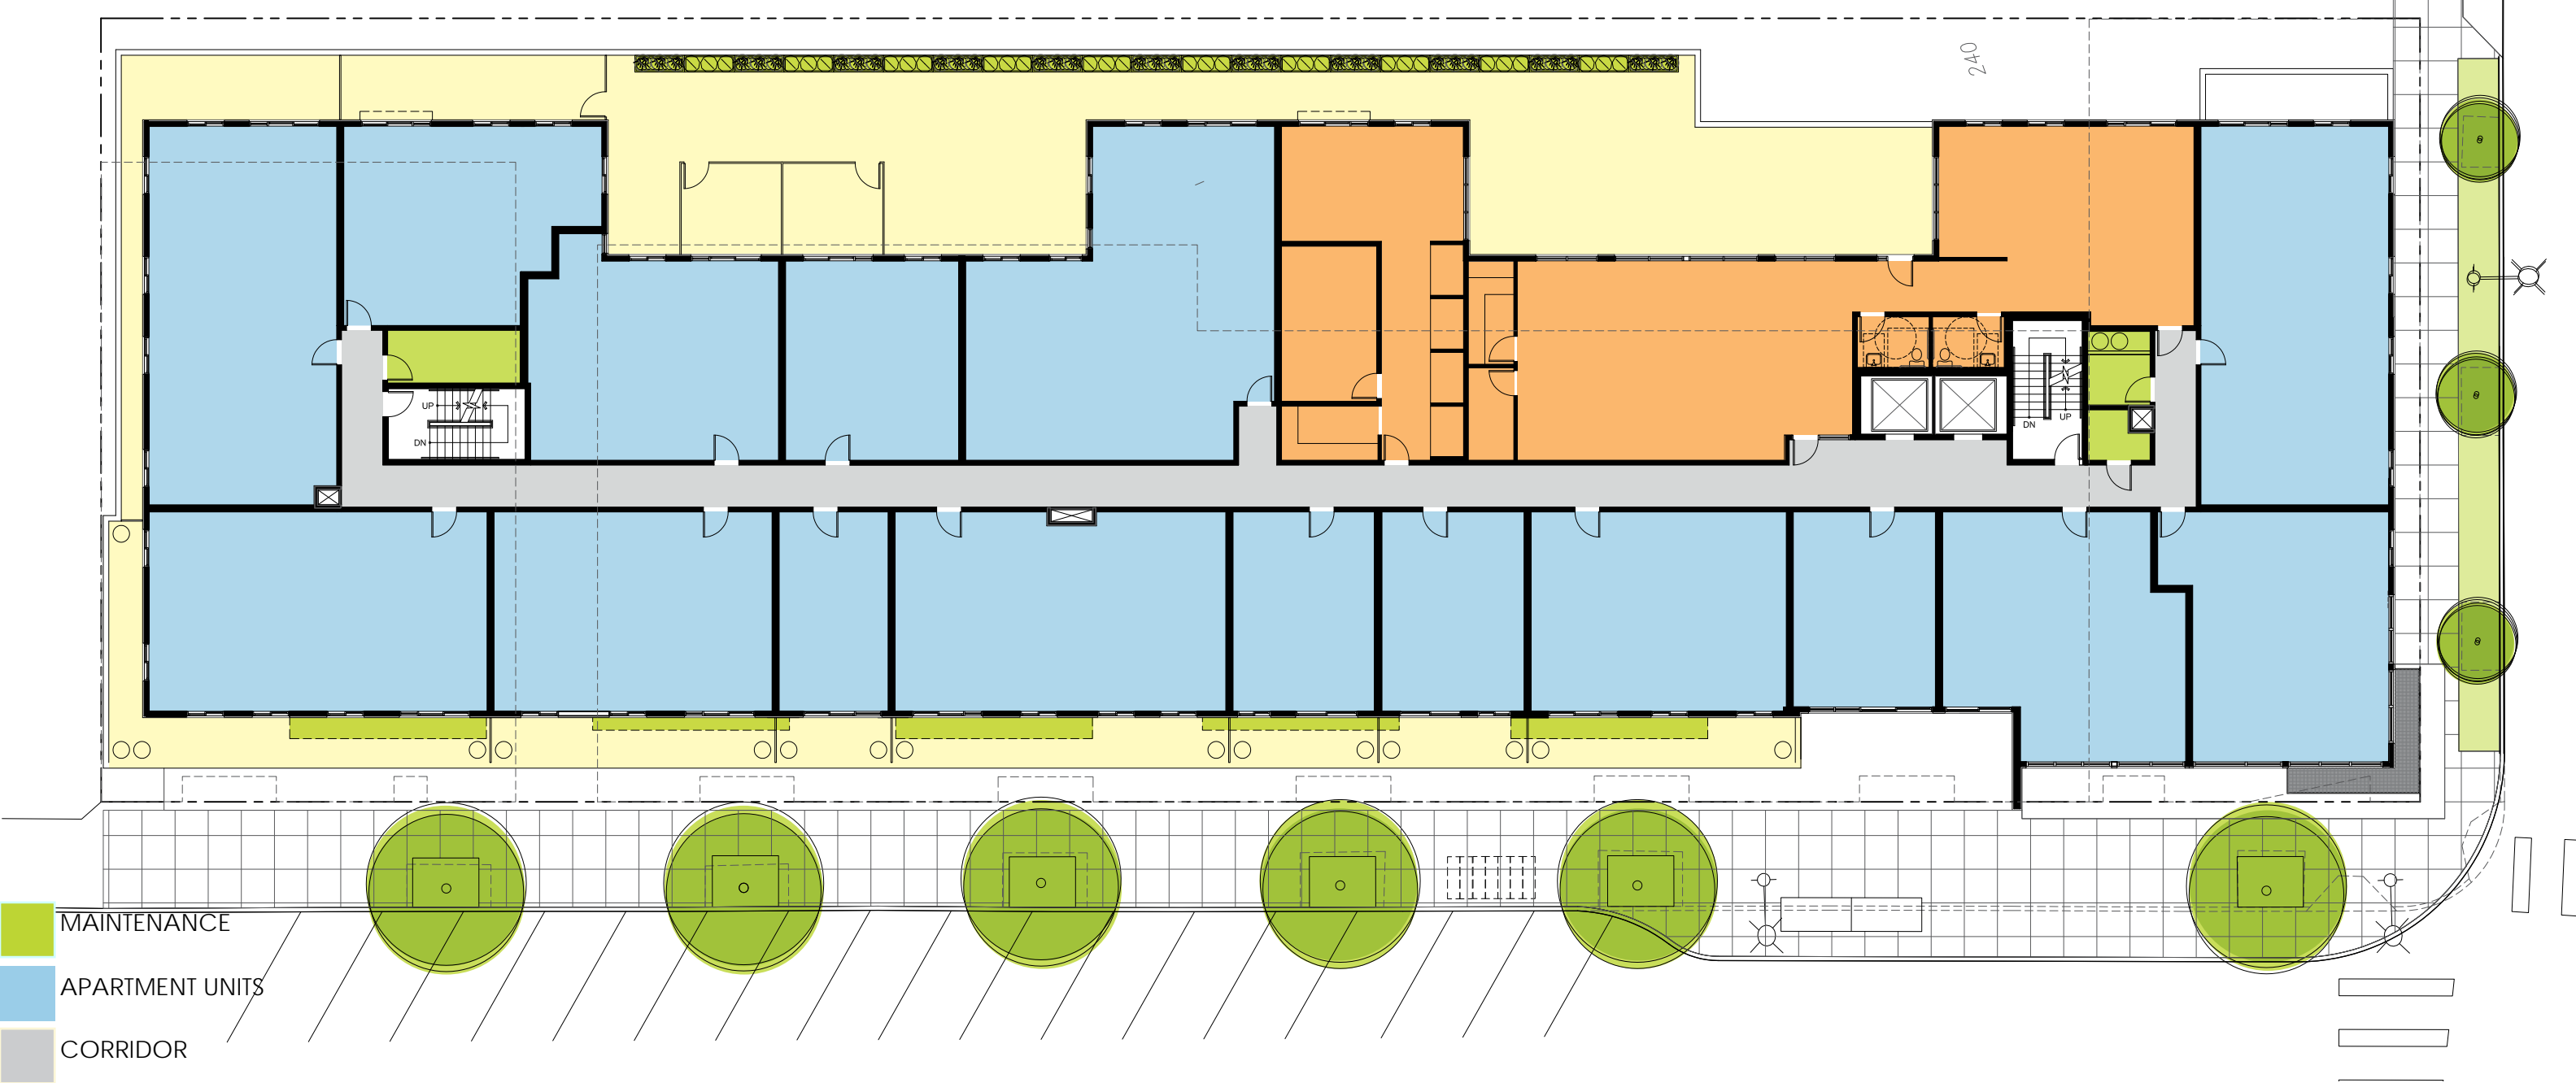 240
UP
DN
UP
DN
MAINTENANCE
APARTMENT UNITS
CORRIDOR